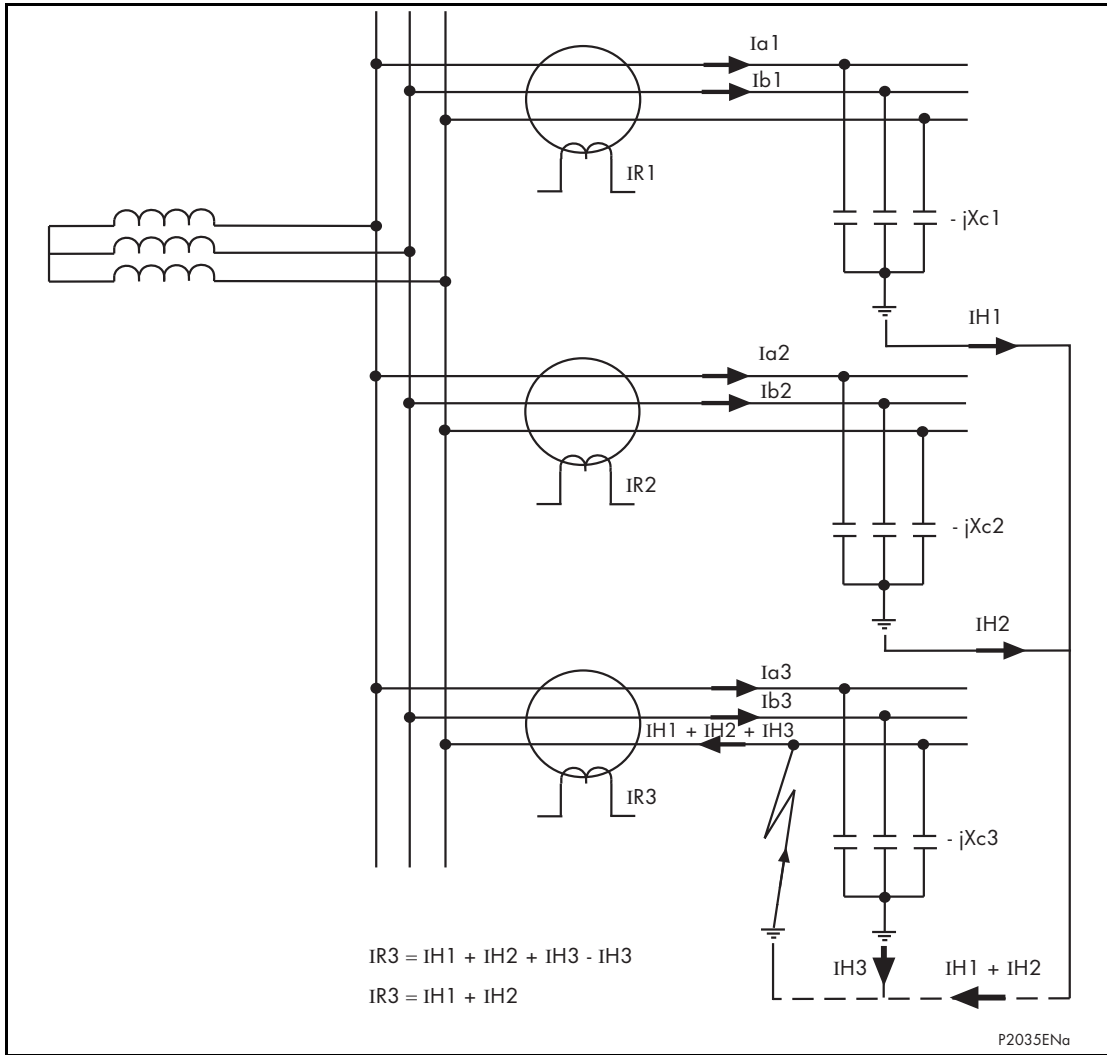 Ia1
Ib1
IR1
- jXc1
IH1
Ia2
Ib2
IR2
- jXc2
IH2
Ia3
Ib3
IH1 + IH2 + IH3
IR3
- jXc3
IR3 = IH1 + IH2 + IH3 - IH3
IH3
IH1 + IH2
IR3 = IH1 + IH2
P2035ENa